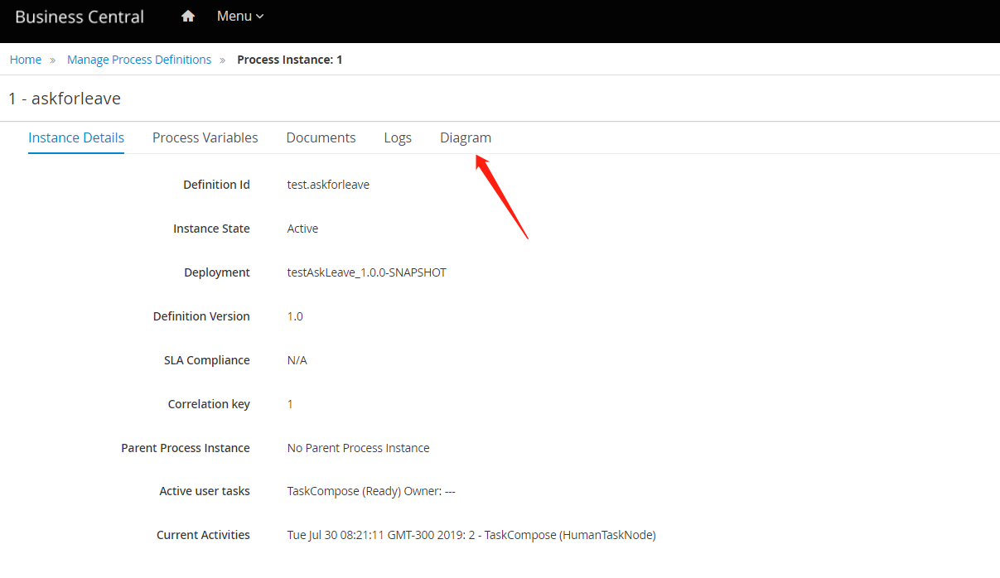 Business Central Menu
Home » Manage Process Definitions » Process Instance: 1
1 - askforleave
Instance Details Process Variables Documents Logs Diagram
Definition Id test.askforleave
Instance State Active
Deployment testAskLeave_1.0.0-SNAPSHOT
Definition Version 1.0
SLA Compliance N/A
Correlation key 1
Parent Process Instance No Parent Process Instance
Active user tasks TaskCompose (Ready) Owner: ---
Current Activities Tue Jul 30 08:21:11 GMT-300 2019: 2 - TaskCompose (HumanTaskNode)